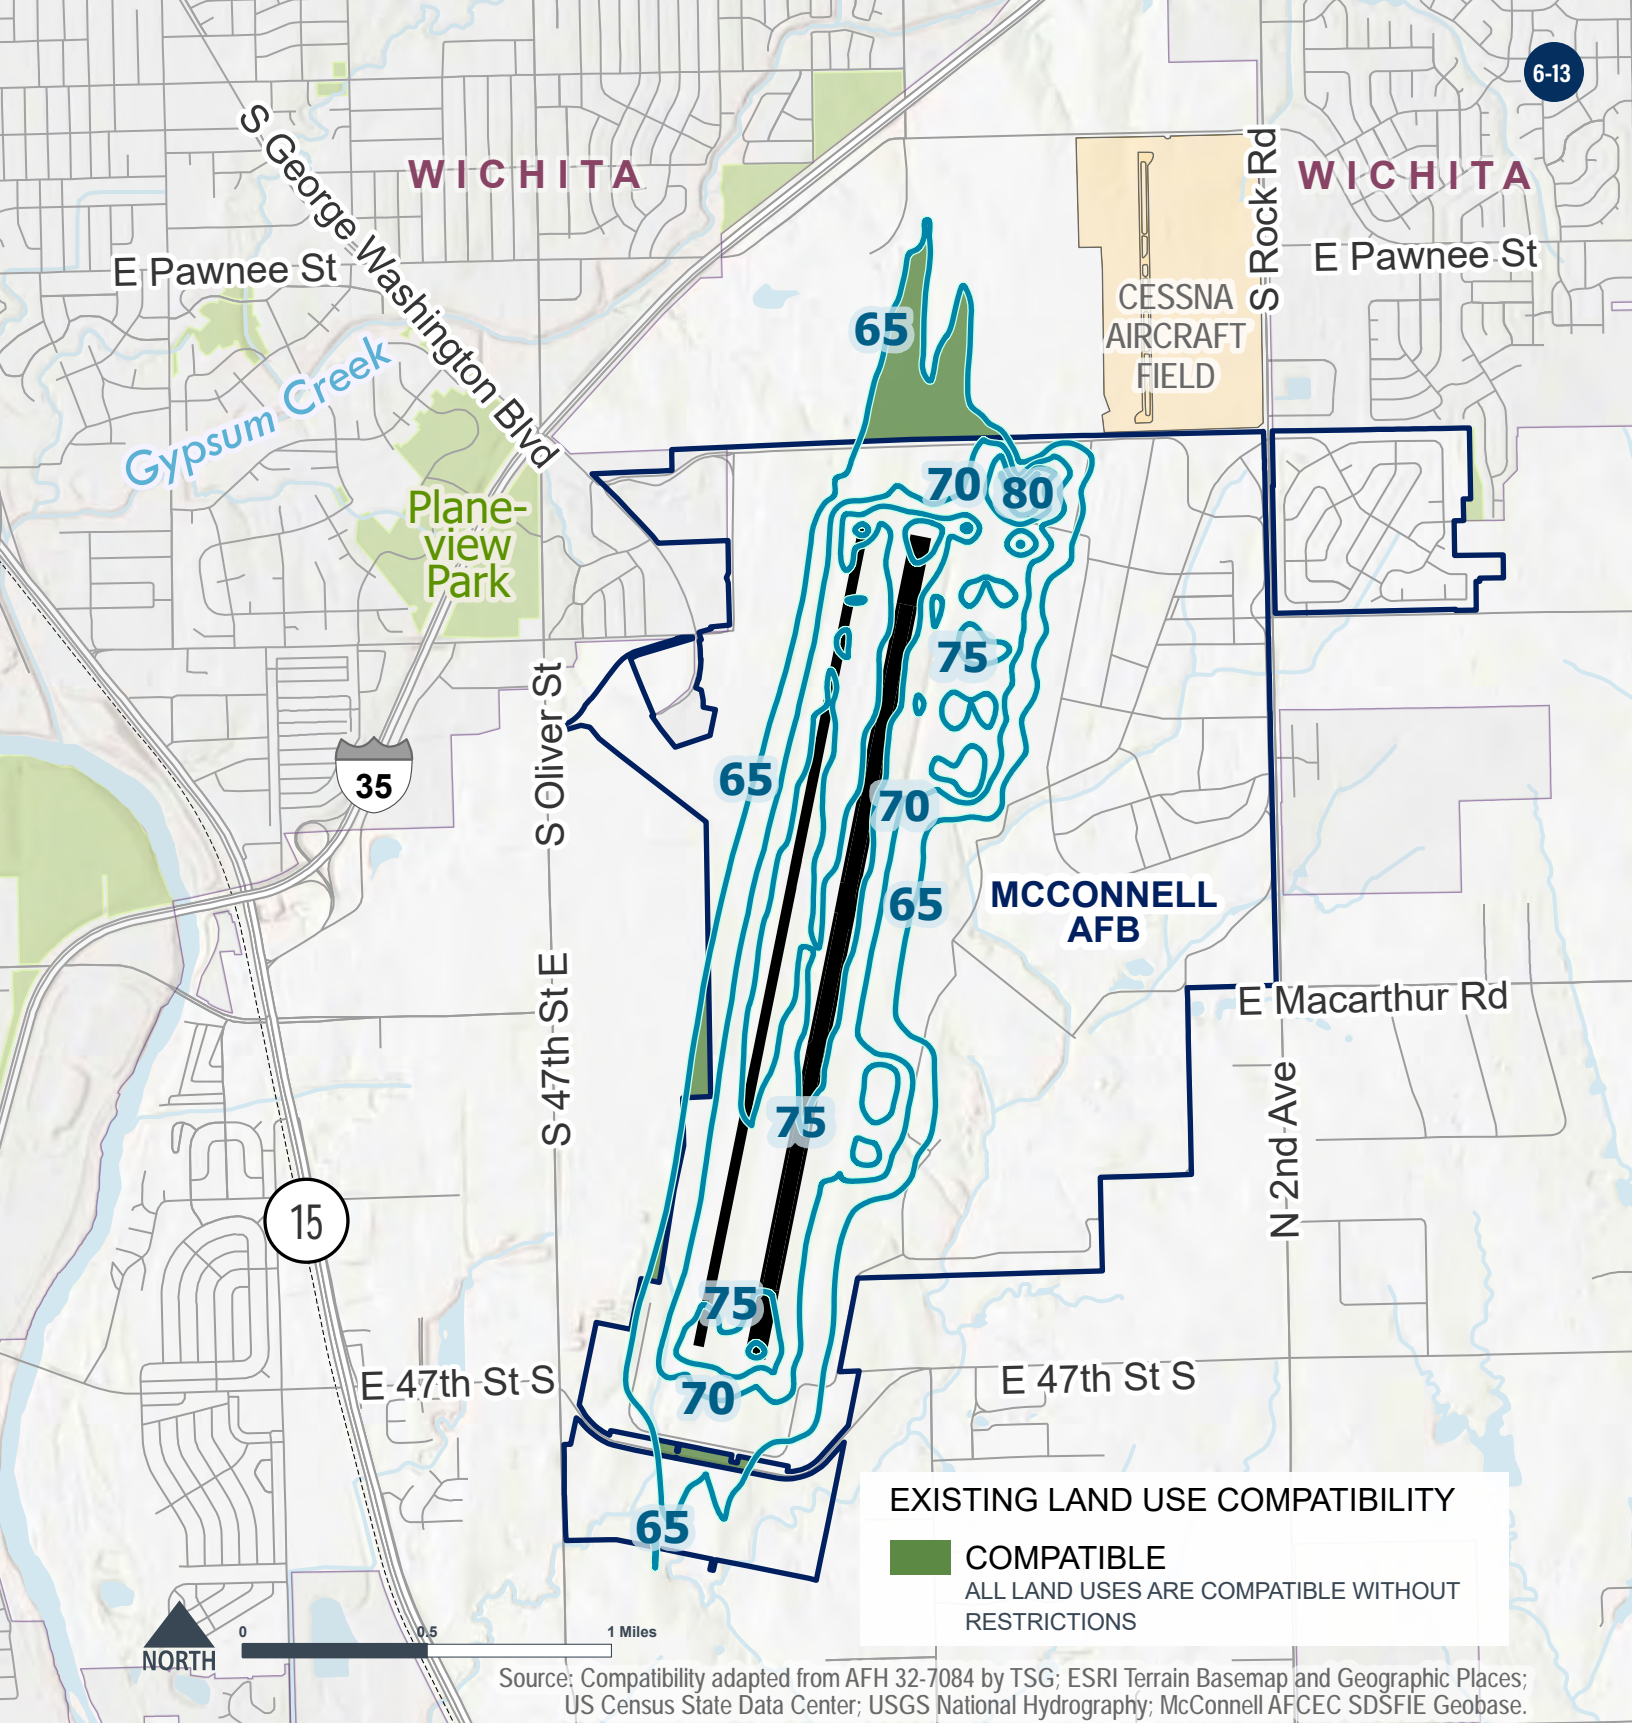 6-13
S George Washington Blvd
WICHITA
WICHITA
S Rock Rd
E Pawnee St
E Pawnee St
CESSNA
AIRCRAFT
FIELD
65
Gypsum Creek
70
80
Plane-
view
Park
75
S Oliver St
35
65
70
65
MCCONNELL
AFB
S 47th St E
E Macarthur Rd
N 2nd Ave
75
15
75
E 47th St S
70
E 47th St S
65
EXISTING LAND USE COMPATIBILITY
COMPATIBLE
ALL LAND USES ARE COMPATIBLE WITHOUT
RESTRICTIONS
NORTH
0 0.5 1 Miles
Source: Compatibility adapted from AFH 32-7084 by TSG; ESRI Terrain Basemap and Geographic Places;
US Census State Data Center; USGS National Hydrography; McConnell AFCEC SDSFIE Geobase.